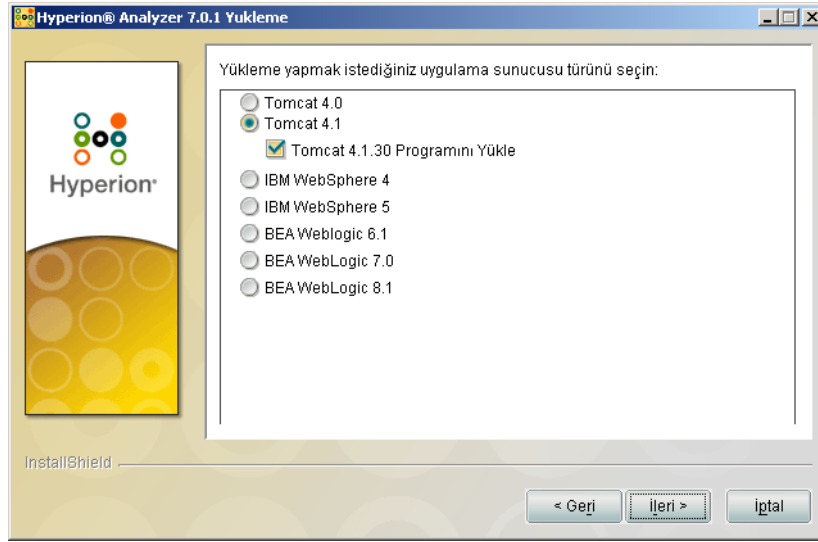 Hyperion® Analyzer 7.0.1 Yukleme
Yükleme yapmak istediğiniz uygulama sunucusu türünü seçin:
Tomcat 4.0
Tomcat 4.1
Tomcat 4.1.30 Programını Yükle
IBM WebSphere 4
IBM WebSphere 5
BEA Weblogic 6.1
BEA WebLogic 7.0
BEA WebLogic 8.1
Hyperion®
InstallShield
< Geri
İleri >
İptal